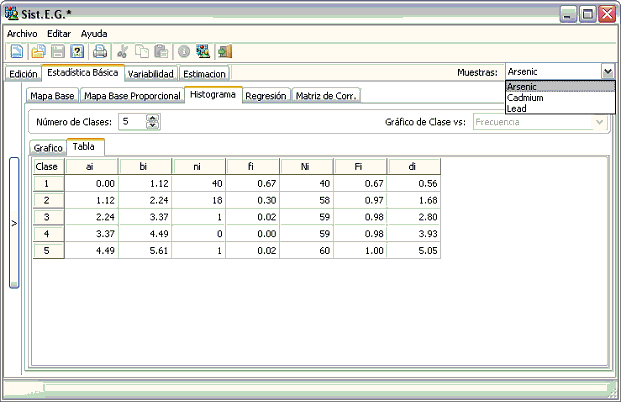 Sist.E.G.*
Archivo Editar Ayuda
Edición Estadística Básica Variabilidad Estimacion Muestras: Arsenic
Arsenic
Cadmium
Lead
Mapa Base Mapa Base Proporcional Histograma Regresión Matriz de Corr.
Número de Clases: 5 Gráfico de Clase vs: Frecuencia
Grafico Tabla
Clase ai bi ni fi Ni Fi di
1 0.00 1.12 40 0.67 40 0.67 0.56
2 1.12 2.24 18 0.30 58 0.97 1.68
3 2.24 3.37 1 0.02 59 0.98 2.80
4 3.37 4.49 0 0.00 59 0.98 3.93
5 4.49 5.61 1 0.02 60 1.00 5.05
>